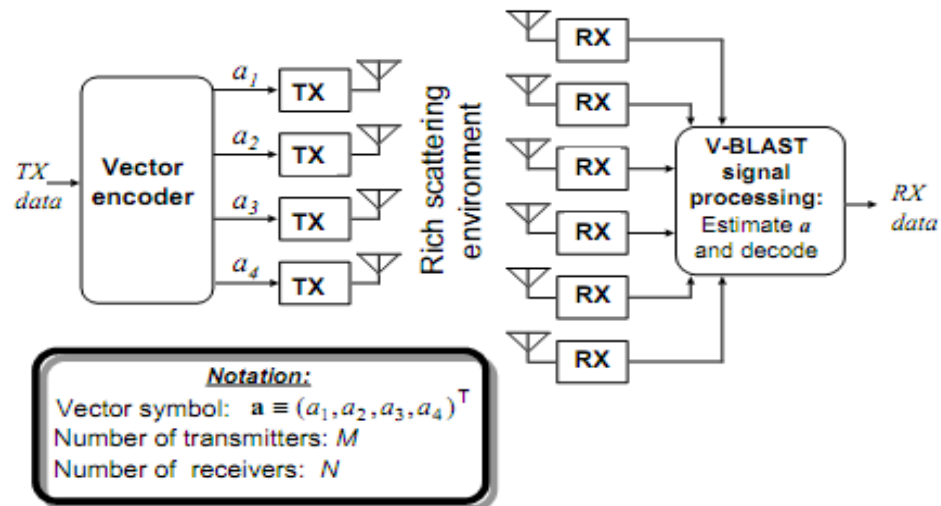 TX
data
Vector
encoder
a₁
a₂
a₃
a₄
TX
TX
TX
TX
Rich scattering
environment
RX
RX
RX
RX
RX
RX
V-BLAST
signal
processing:
Estimate a
and decode
RX
data
Notation:
Vector symbol: a ≡ (a₁,a₂,a₃,a₄)ᵀ
Number of transmitters: M
Number of receivers: N